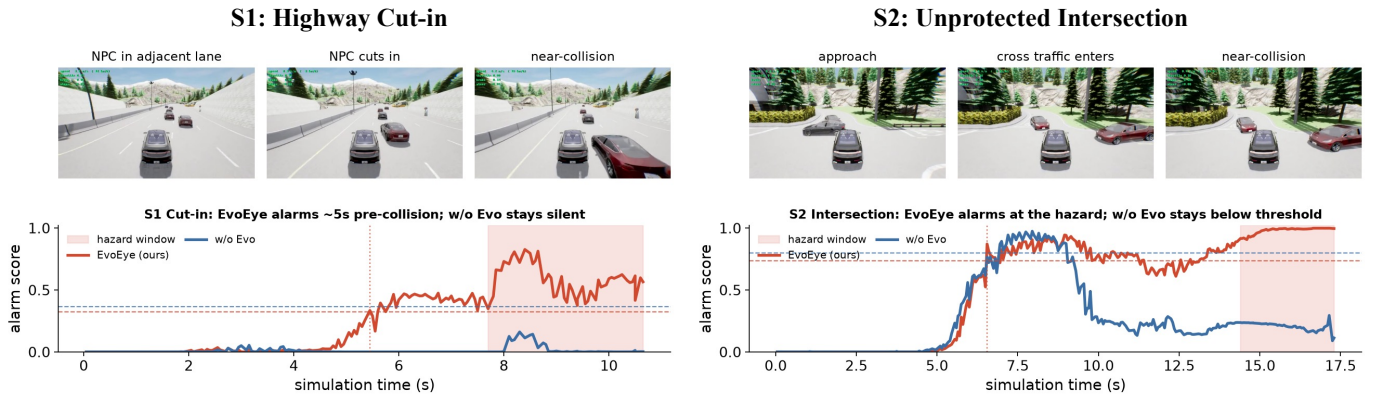 S1: Highway Cut-in
NPC in adjacent lane
NPC cuts in
near-collision
S1 Cut-in: EvoEye alarms ~5s pre-collision; w/o Evo stays silent
alarm score
1.0
0.5
0.0
hazard window
w/o Evo
EvoEye (ours)
0
2
4
6
8
10
simulation time (s)
S2: Unprotected Intersection
approach
cross traffic enters
near-collision
S2 Intersection: EvoEye alarms at the hazard; w/o Evo stays below threshold
alarm score
1.0
0.5
0.0
hazard window
w/o Evo
EvoEye (ours)
0.0
2.5
5.0
7.5
10.0
12.5
15.0
17.5
simulation time (s)